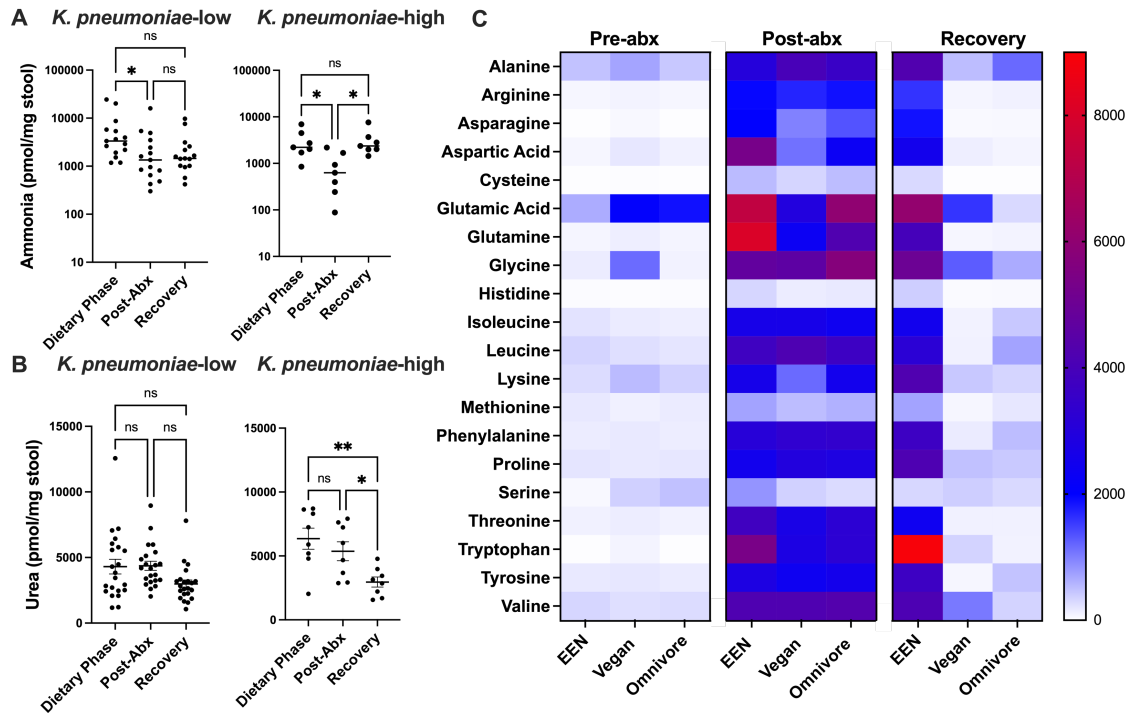 A
K. pneumoniae-low
K. pneumoniae-high
Ammonia (pmol/mg stool)
100000
10000
1000
100
10
ns
*
ns
Dietary Phase
Post-Abx
Recovery
100000
10000
1000
100
10
ns
*
*
Dietary Phase
Post-Abx
Recovery
B
K. pneumoniae-low
K. pneumoniae-high
Urea (pmol/mg stool)
15000
10000
5000
0
ns
ns
ns
Dietary Phase
Post-Abx
Recovery
15000
10000
5000
0
**
ns
*
Dietary Phase
Post-Abx
Recovery
C
Pre-abx
Post-abx
Recovery
Alanine
Arginine
Asparagine
Aspartic Acid
Cysteine
Glutamic Acid
Glutamine
Glycine
Histidine
Isoleucine
Leucine
Lysine
Methionine
Phenylalanine
Proline
Serine
Threonine
Tryptophan
Tyrosine
Valine
EEN
Vegan
Omnivore
EEN
Vegan
Omnivore
EEN
Vegan
Omnivore
8000
6000
4000
2000
0